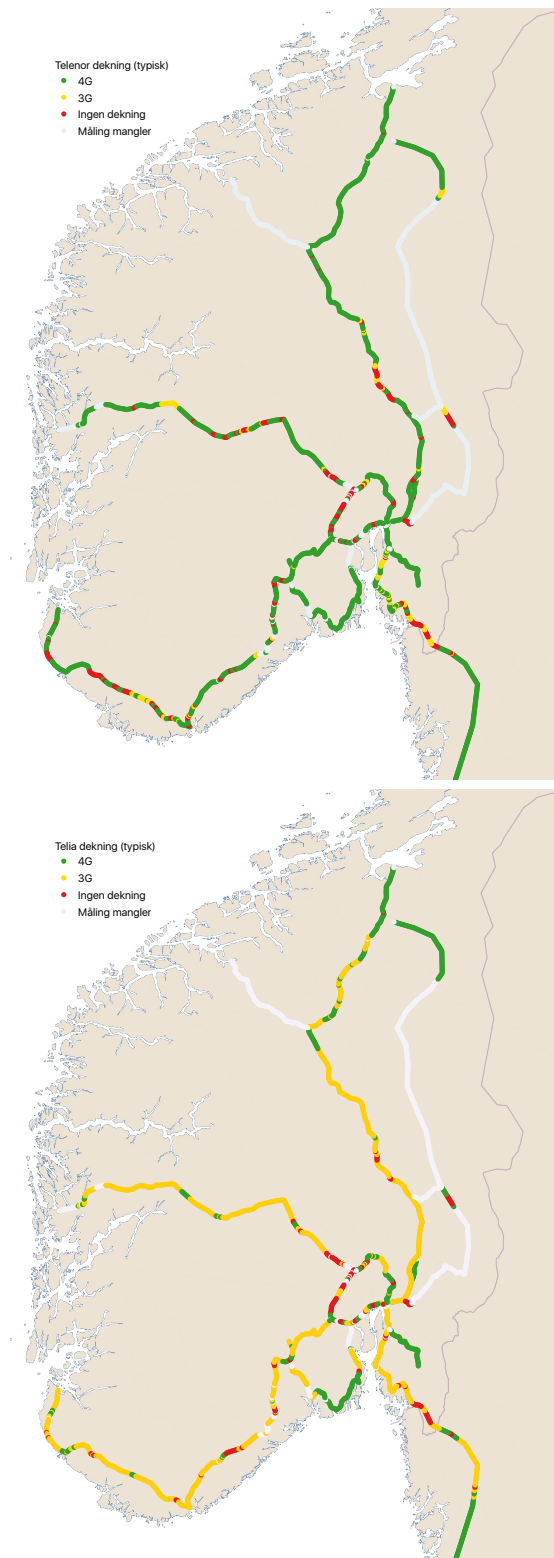 Telenor dekning (typisk)
4G
3G
Ingen dekning
Måling mangler
Telia dekning (typisk)
4G
3G
Ingen dekning
Måling mangler